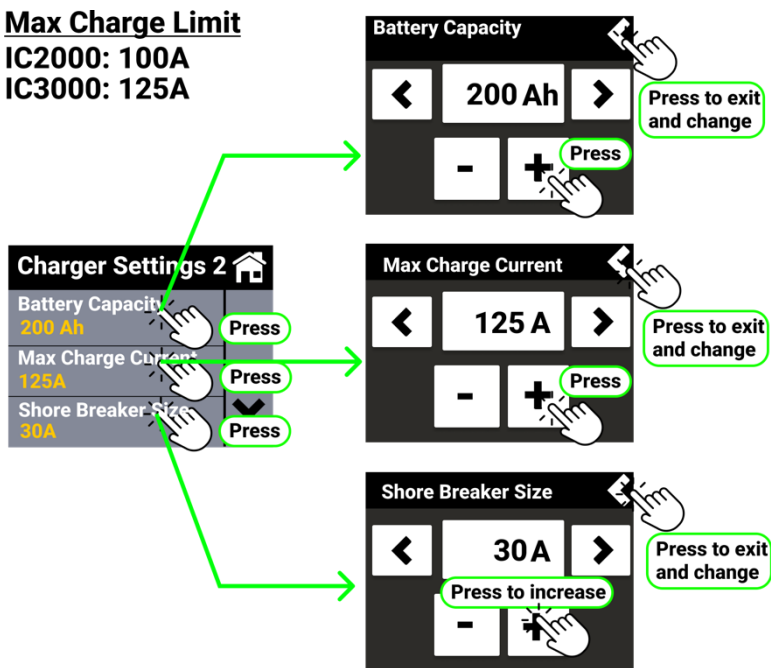 Max Charge Limit
IC2000: 100A
IC3000: 125A
Battery Capacity
200 Ah
Press to exit
and change
- +
Press
Charger Settings 2
Battery Capacity
200 Ah
Press
Max Charge Current
125A
Press
Shore Breaker Size
30A
Press
Max Charge Current
125 A
Press to exit
and change
- +
Press
Shore Breaker Size
30 A
Press to exit
and change
Press to increase
- +